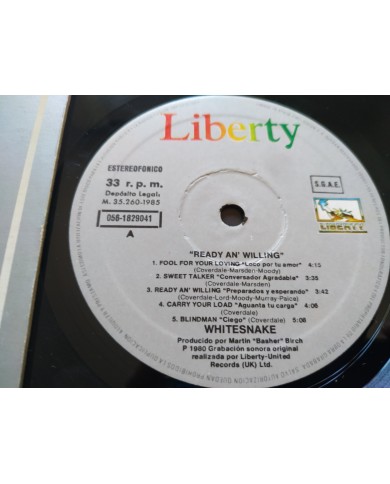 Liberty
ESTEREOFONICO
33 r. p. m.
Depósito Legal:
M. 35.260-1985
056-1829041
A
S.G.A.E.
LIBERTY
"READY AN' WILLING"
1. FOOL FOR YOUR LOVING "Loco por tu amor" 4:15
(Coverdale-Marsden-Moody)
2. SWEET TALKER "Conversador Agradable" 3:35
(Coverdale-Marsden)
3. READY AN' WILLING "Preparados y esperando" 3:42
(Coverdale-Lord-Moody-Murray-Paice)
4. CARRY YOUR LOAD "Aguanta tu carga" 4:06
(Coverdale)
5. BLINDMAN "Ciego" (Coverdale) 5:08
WHITESNAKE
Producido por Martin "Basher" Birch
P 1980 Grabación sonora original
realizada por Liberty-United
Records (UK) Ltd.